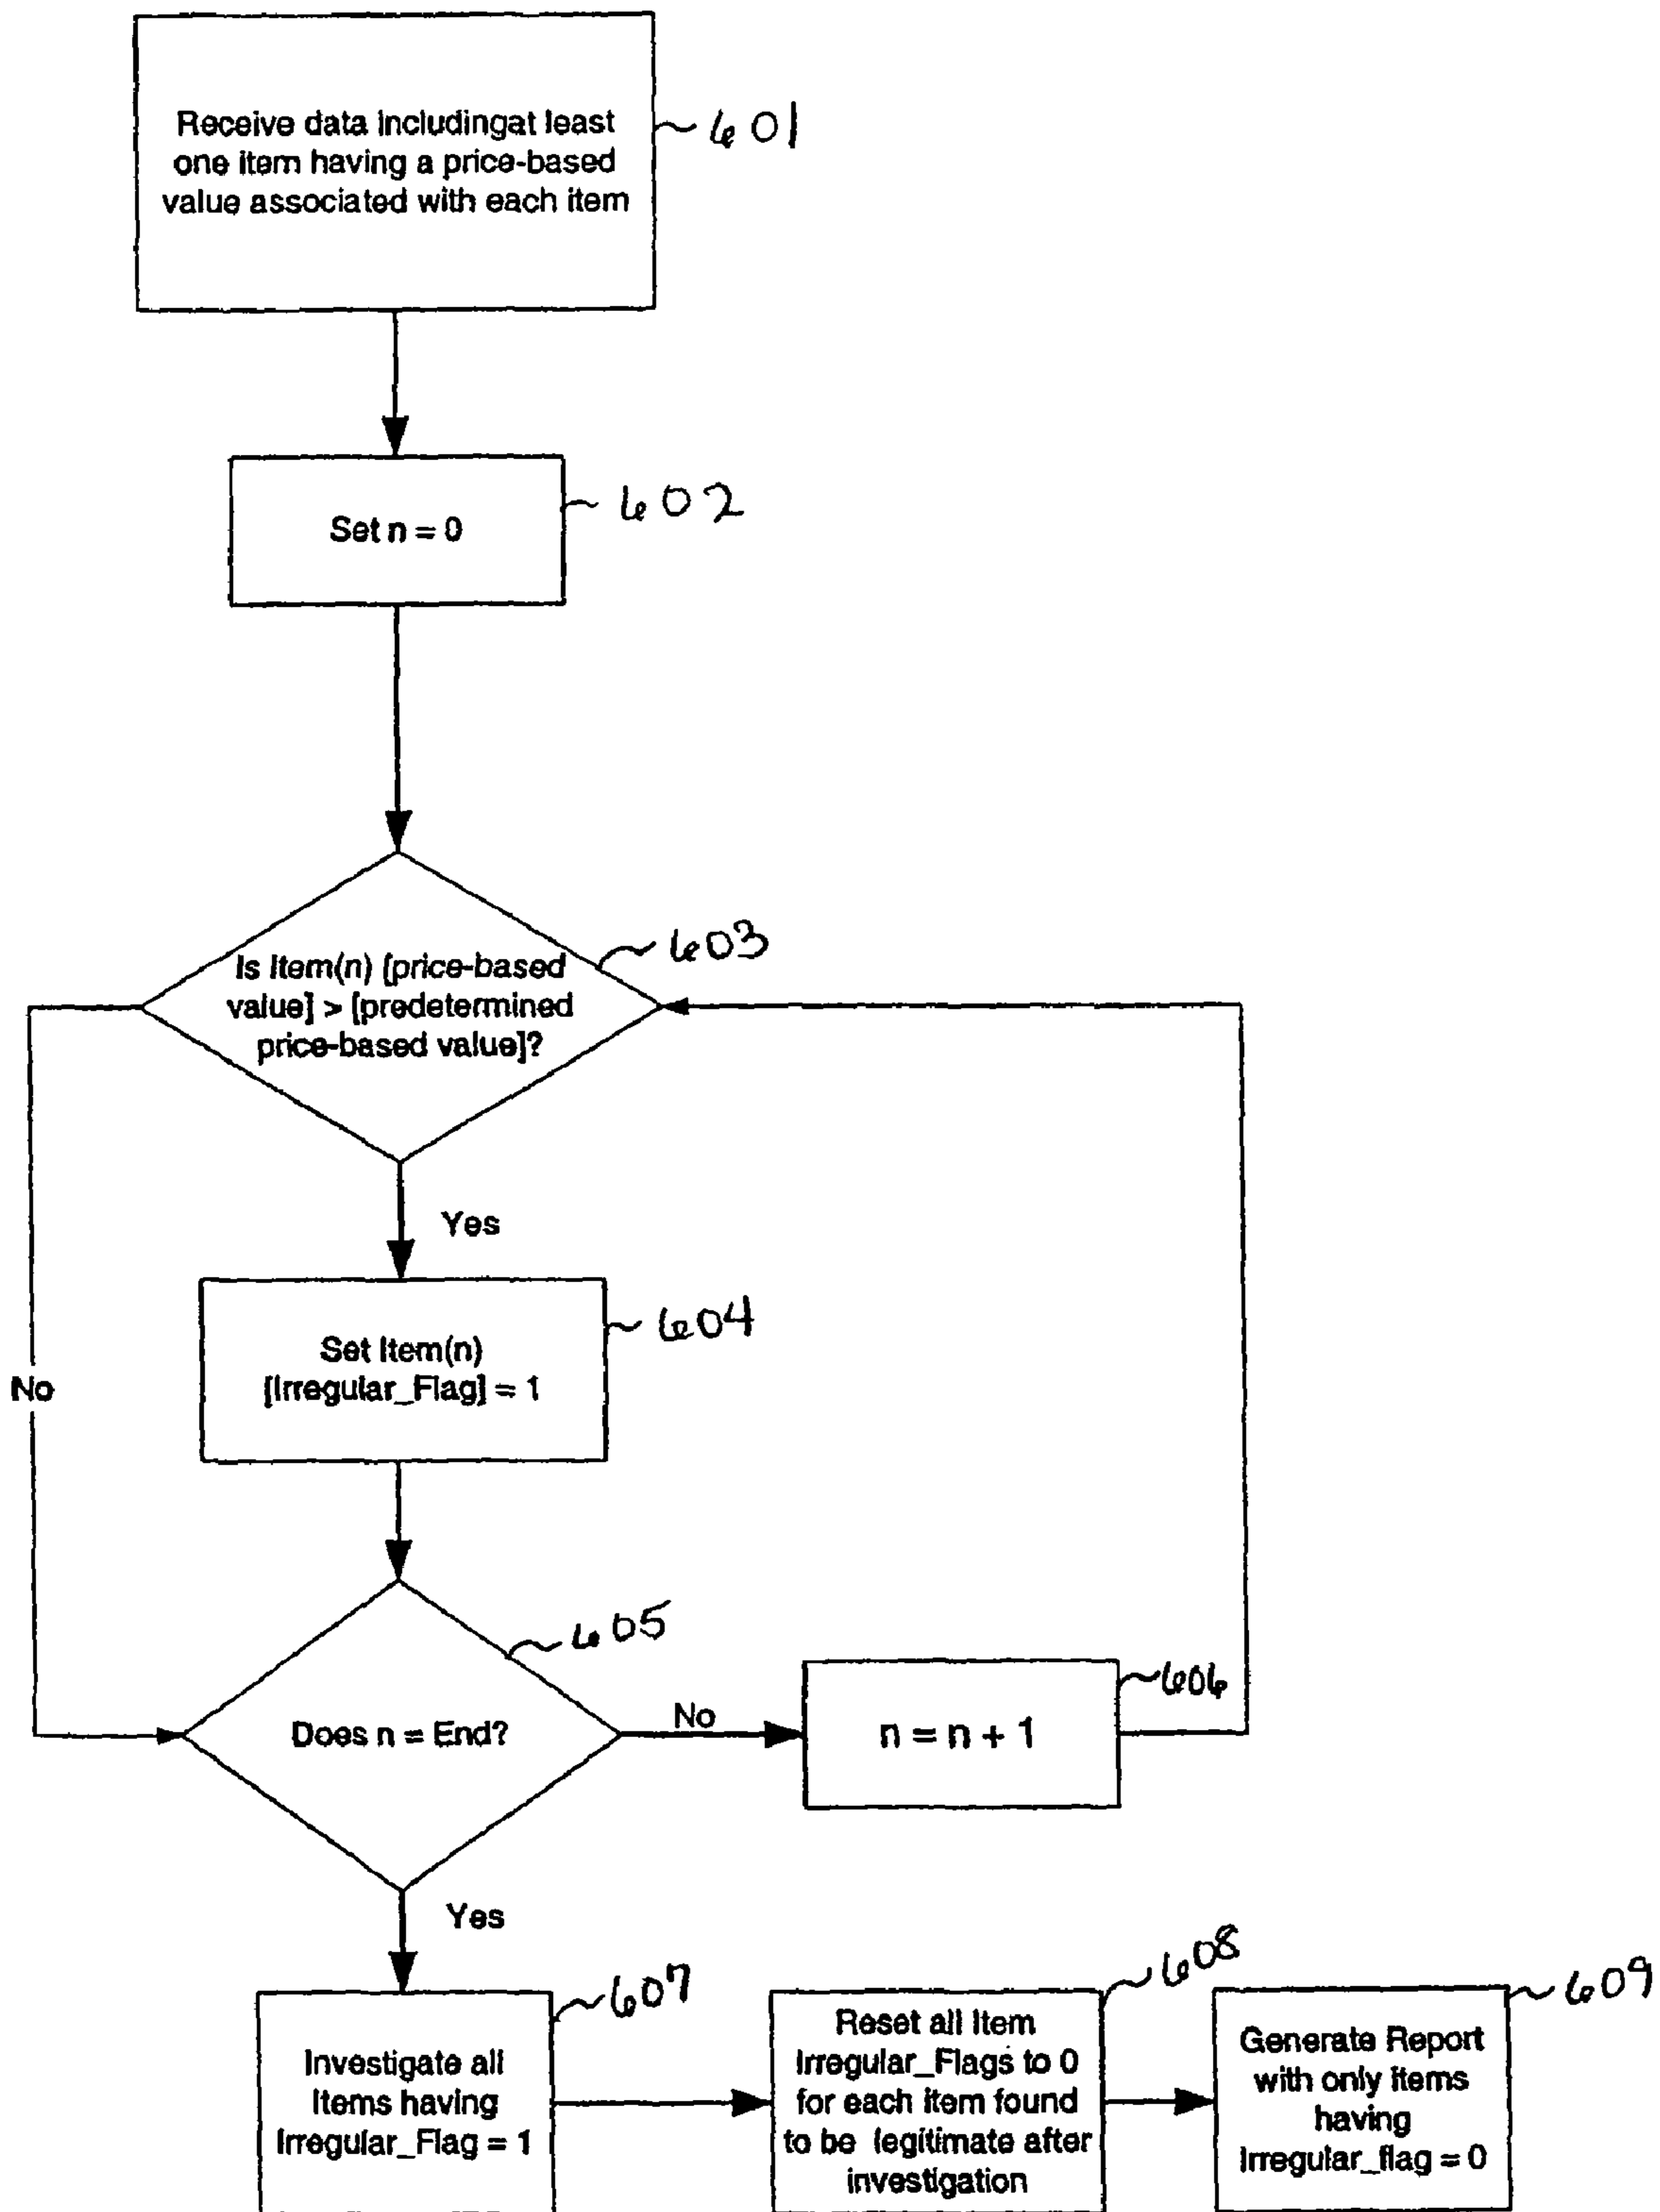 Receive data includingat least
one item having a price-based
value associated with each item
601
Set n = 0
602
603
Is Item(n) [price-based
value] > [predetermined
price-based value]?
Yes
604
Set Item(n)
[Irregular_Flag] = 1
No
605
Does n = End?
No
606
n = n + 1
Yes
607
Investigate all
Items having
Irregular_Flag = 1
608
Reset all Item
Irregular_Flags to 0
for each item found
to be legitimate after
investigation
609
Generate Report
with only items
having
Irregular_flag = 0